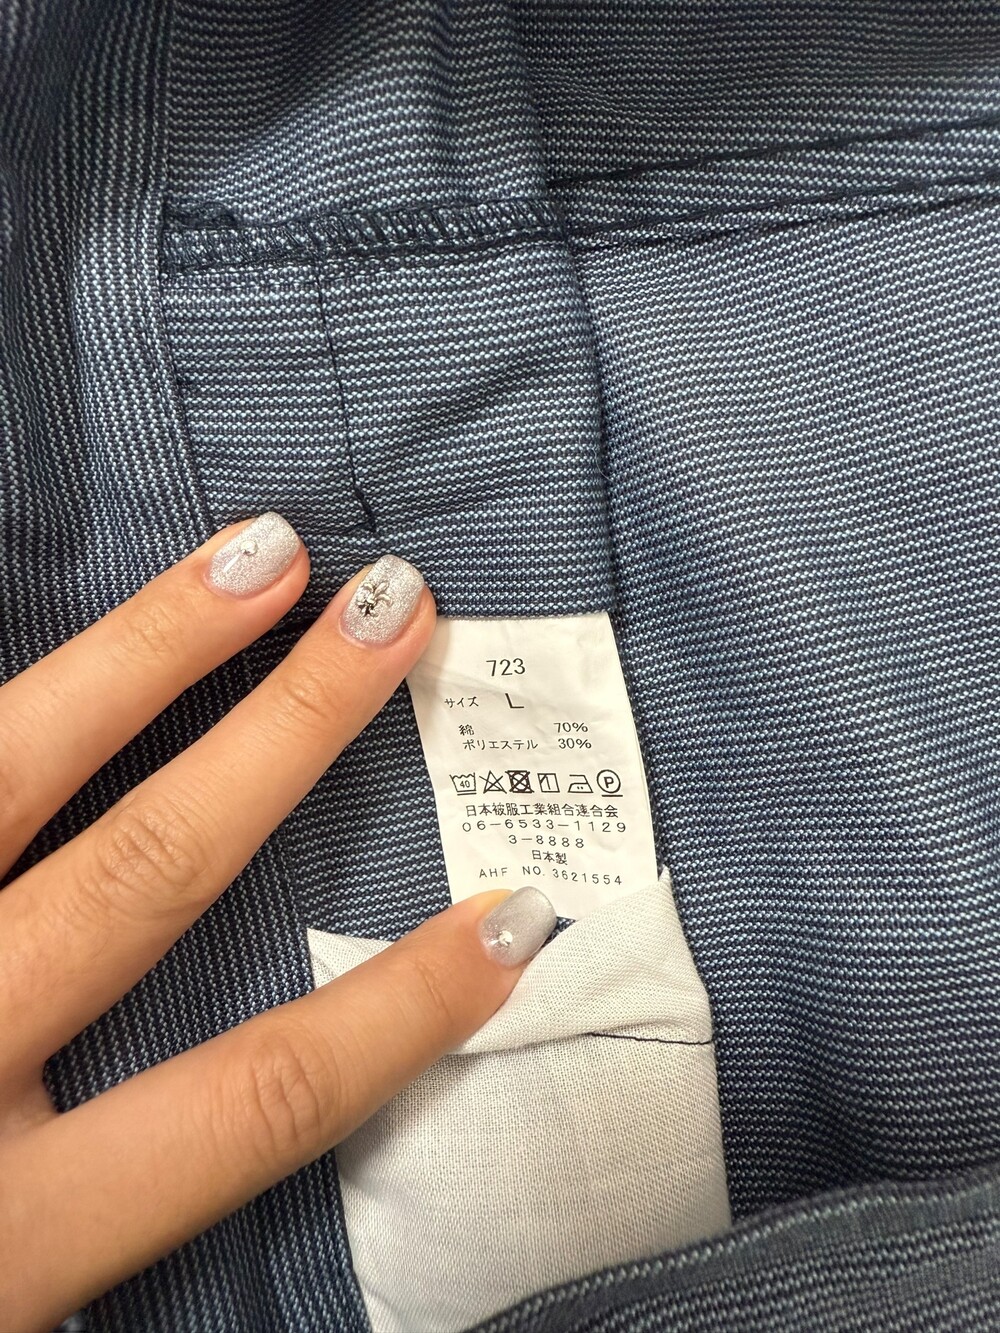 723
サイズ L
綿 70%
ポリエステル 30%
40 P
日本被服工業組合連合会
06-6533-1129
3-8888
日本製
AHF NO. 3621554